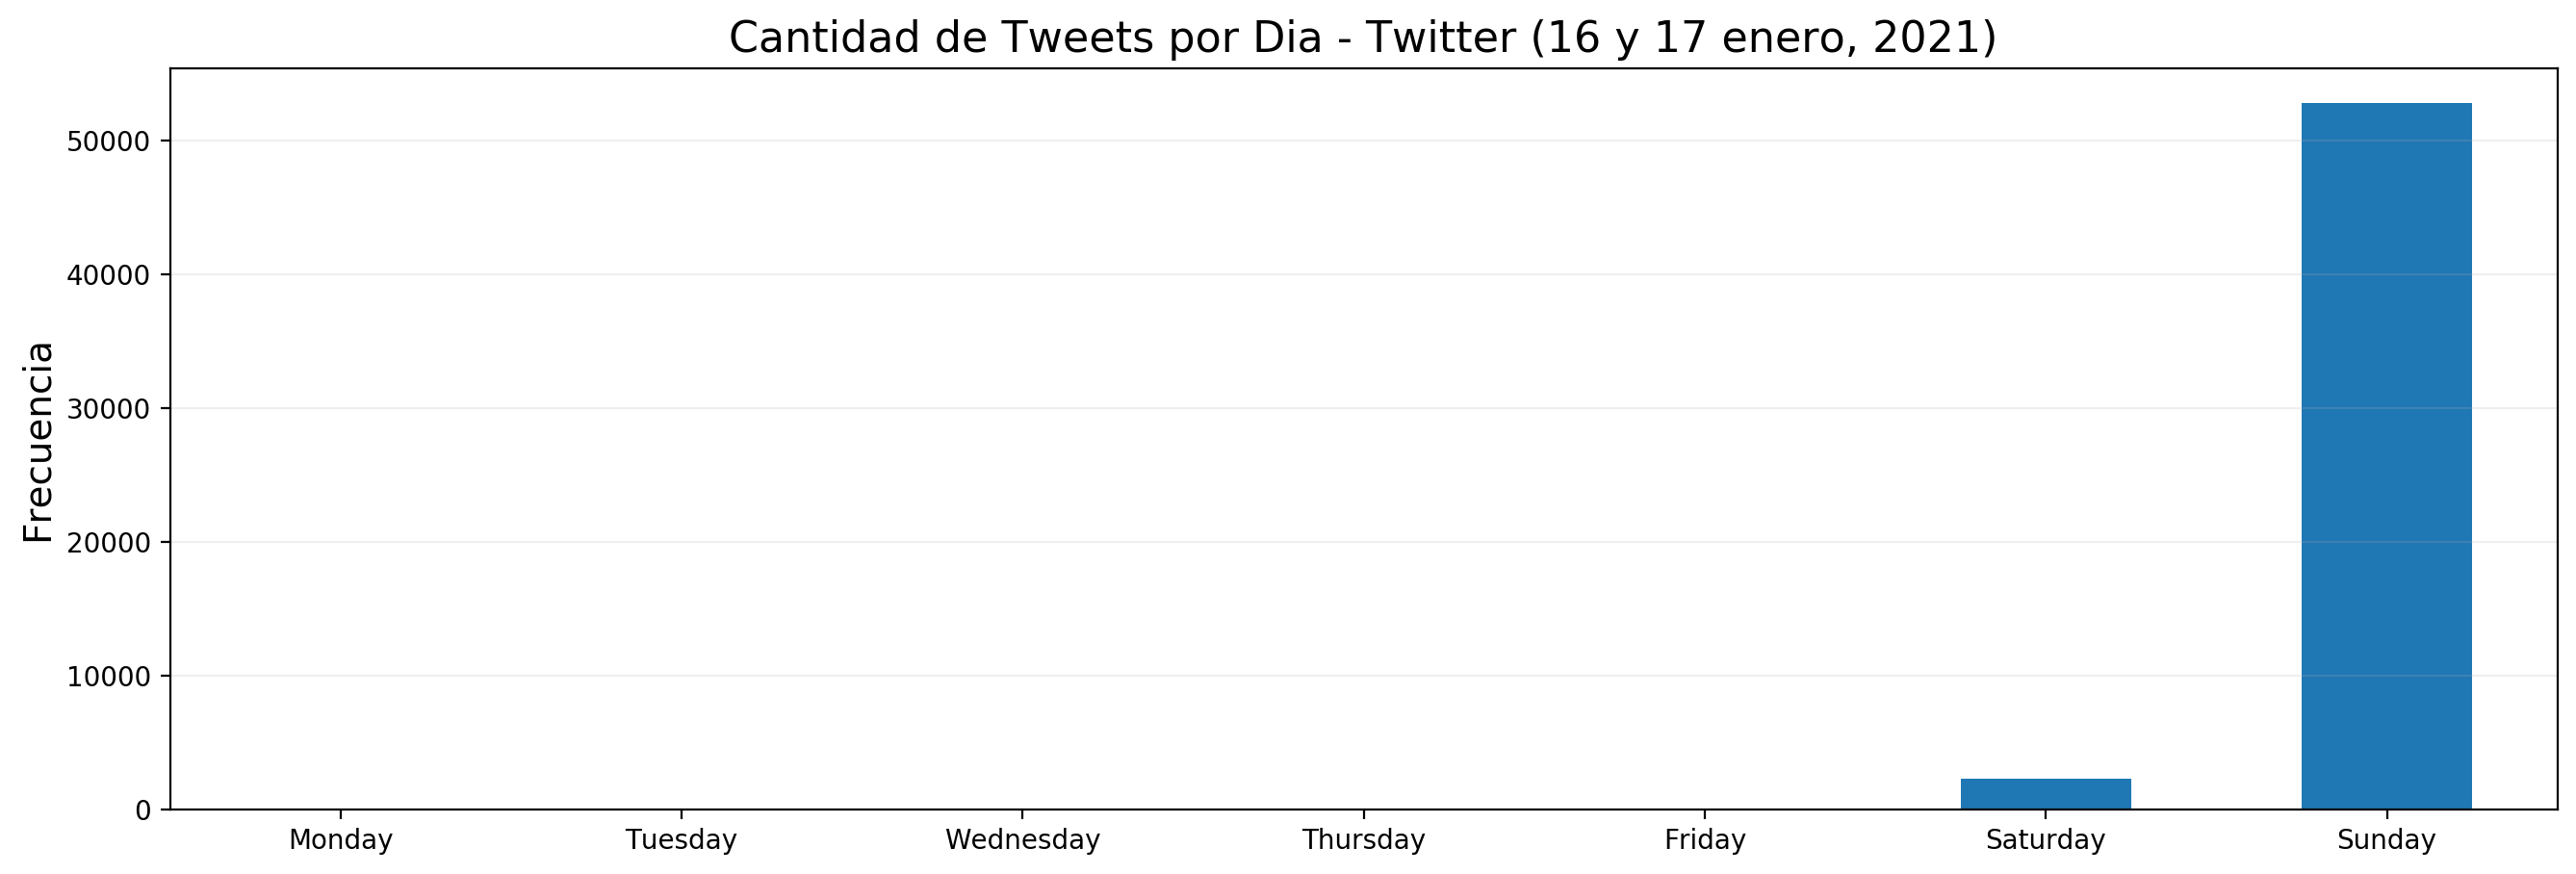 Cantidad de Tweets por Dia - Twitter (16 y 17 enero, 2021)
Frecuencia
50000
40000
30000
20000
10000
0
Monday Tuesday Wednesday Thursday Friday Saturday Sunday